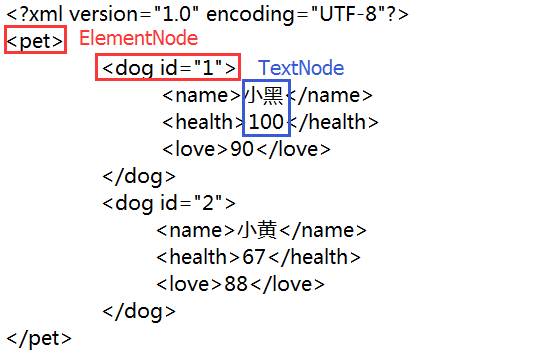 <?xml version="1.0" encoding="UTF-8"?>
<pet> ElementNode
<dog id="1"> TextNode
<name>小黑</name>
<health>100</health>
<love>90</love>
</dog>
<dog id="2">
<name>小黄</name>
<health>67</health>
<love>88</love>
</dog>
</pet>